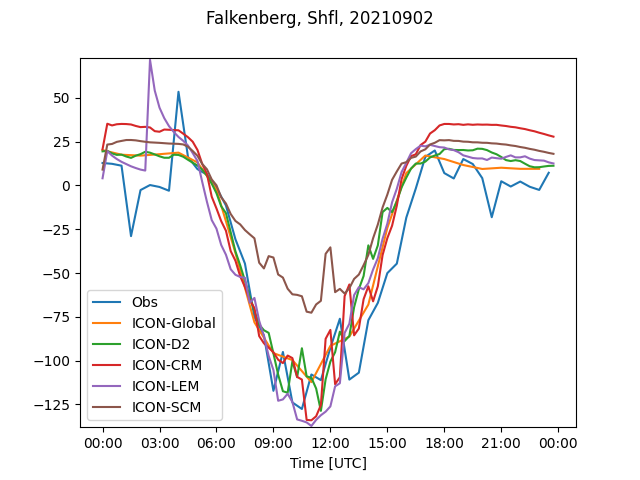 Falkenberg, Shfl, 20210902
50
25
0
−25
−50
−75
−100
−125
Obs
ICON-Global
ICON-D2
ICON-CRM
ICON-LEM
ICON-SCM
00:00 03:00 06:00 09:00 12:00 15:00 18:00 21:00 00:00
Time [UTC]